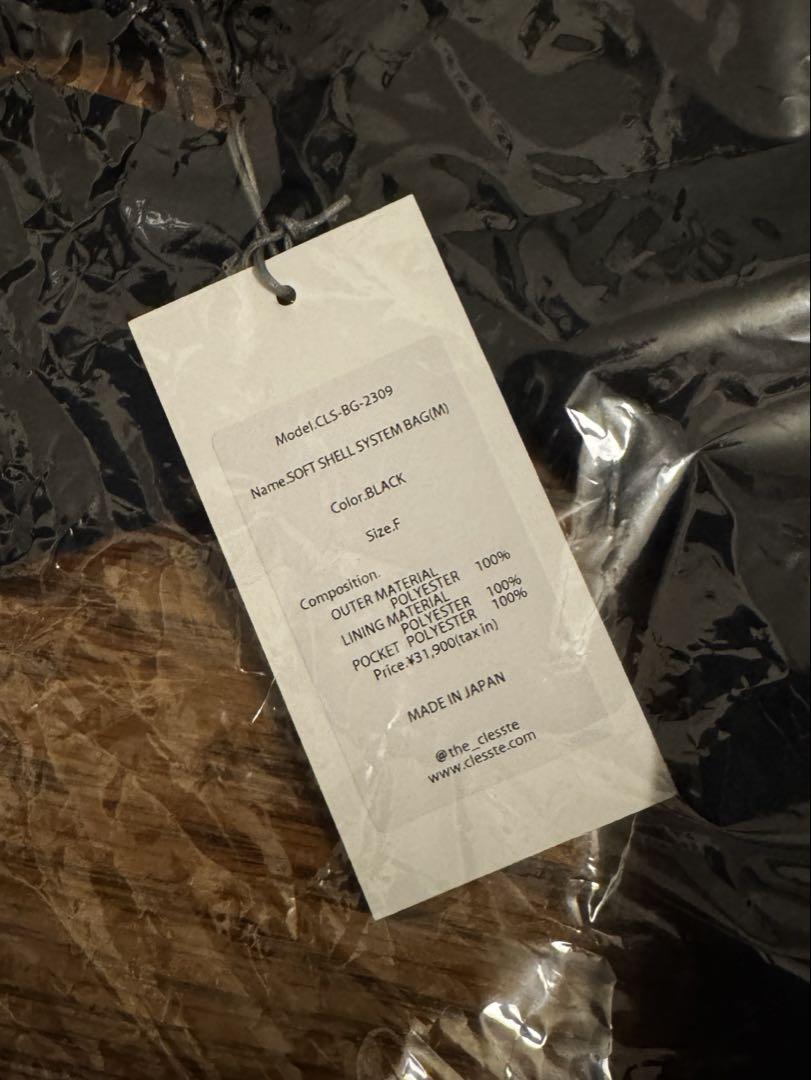 Model.CLS-BG-2309
Name.SOFT SHELL SYSTEM BAG(M)
Color.BLACK
Size.F
Composition.
OUTER MATERIAL
POLYESTER 100%
LINING MATERIAL
POLYESTER 100%
POCKET POLYESTER 100%
Price.¥31,900(tax in)
MADE IN JAPAN
@the_clesste
www.clesste.com